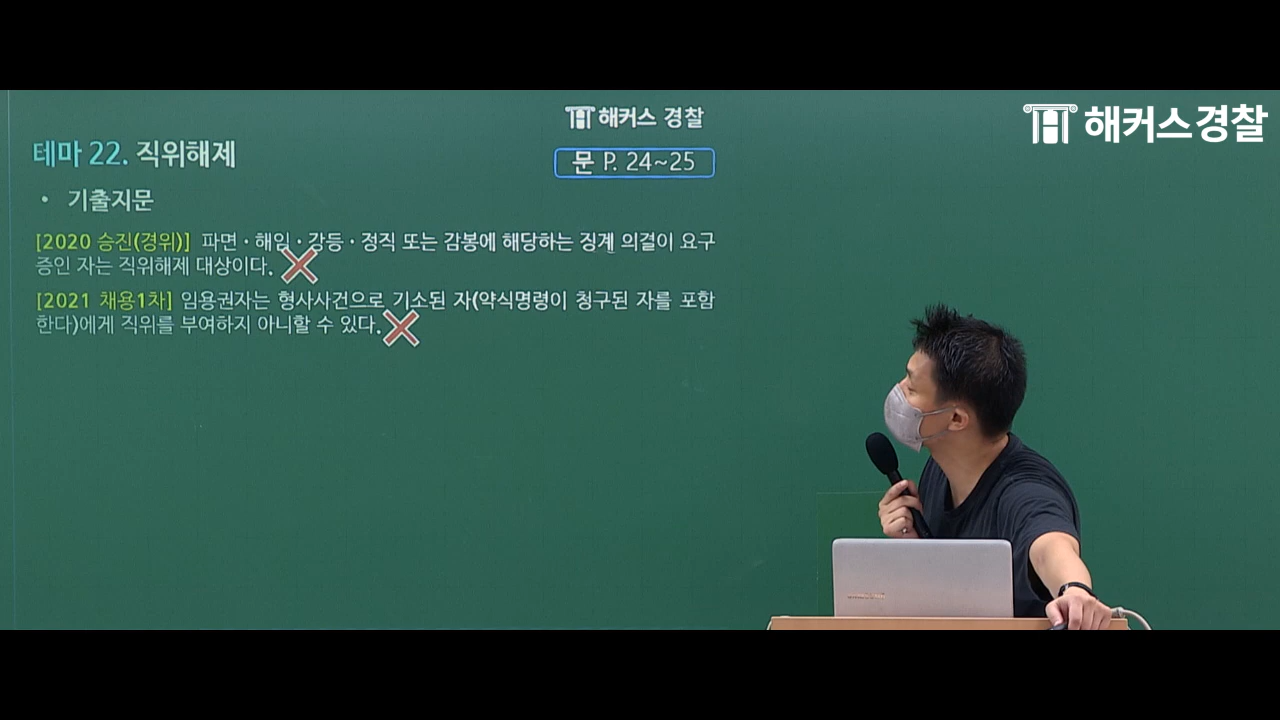 해커스 경찰
해커스경찰
테마 22. 직위해제
문 P. 24~25
• 기출지문
[2020 승진(경위)] 파면·해임·강등·정직 또는 감봉에 해당하는 징계 의결이 요구
중인 자는 직위해제 대상이다.
[2021 채용1차] 임용권자는 형사사건으로 기소된 자(약식명령이 청구된 자를 포함
한다)에게 직위를 부여하지 아니할 수 있다.